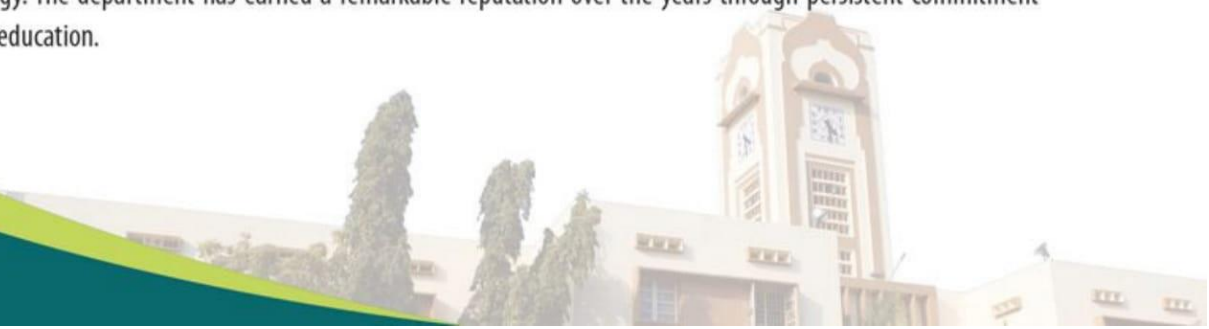 gy. The department has earned a remarkable reputation over the years through persistent commitment
education.